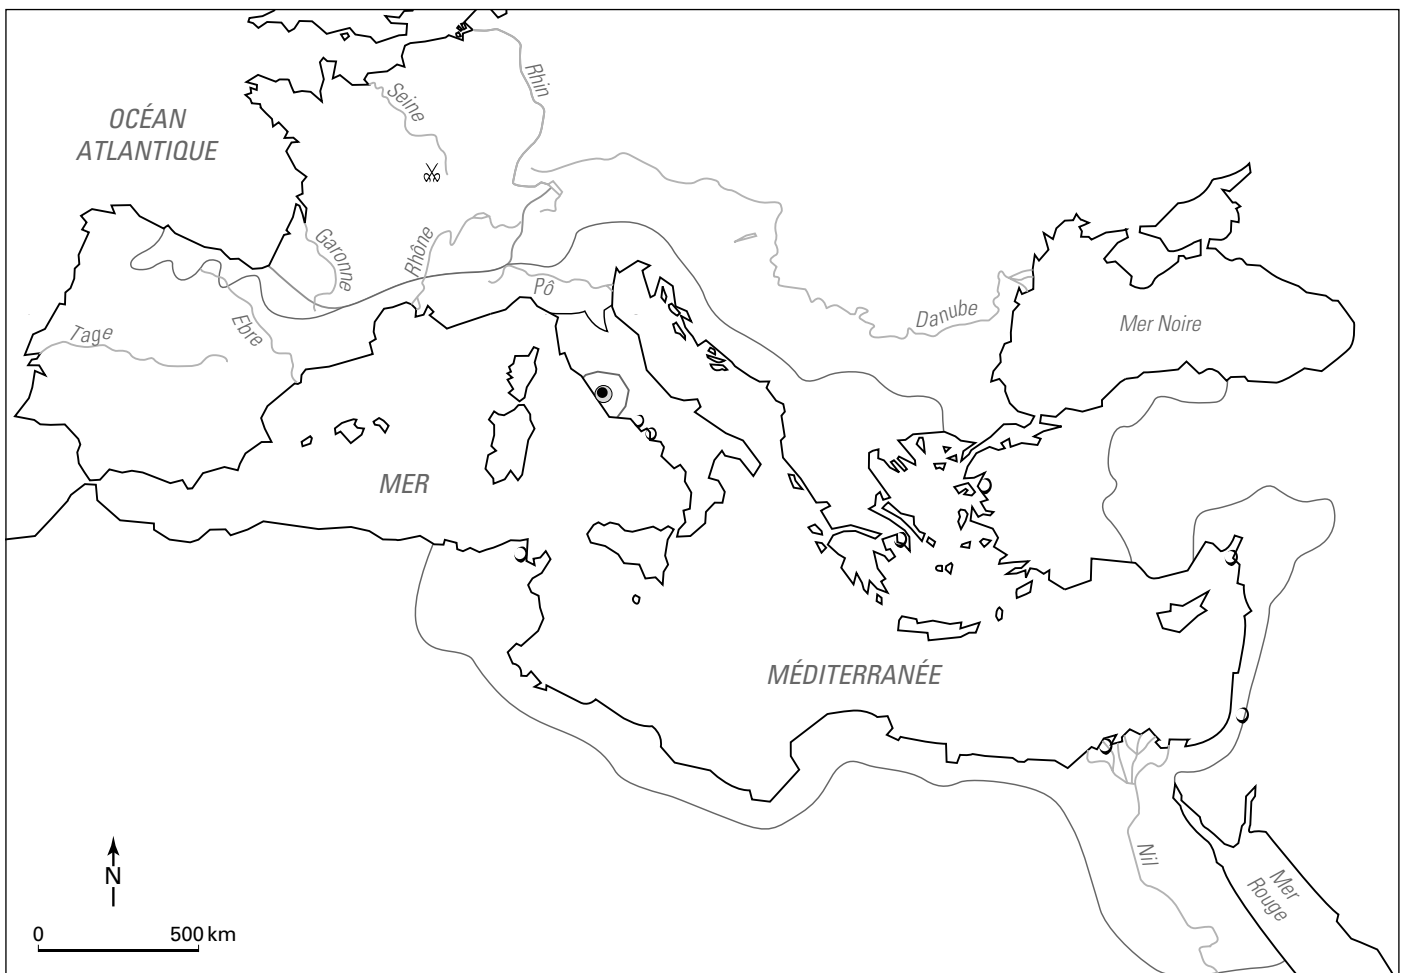 Rhin
Seine
OCÉAN
ATLANTIQUE
Garonne
Rhône
Pô
Tage
Ebre
Danube
Mer Noire
MER
MÉDITERRANÉE
Nil
Mer
Rouge
N
0 500 km